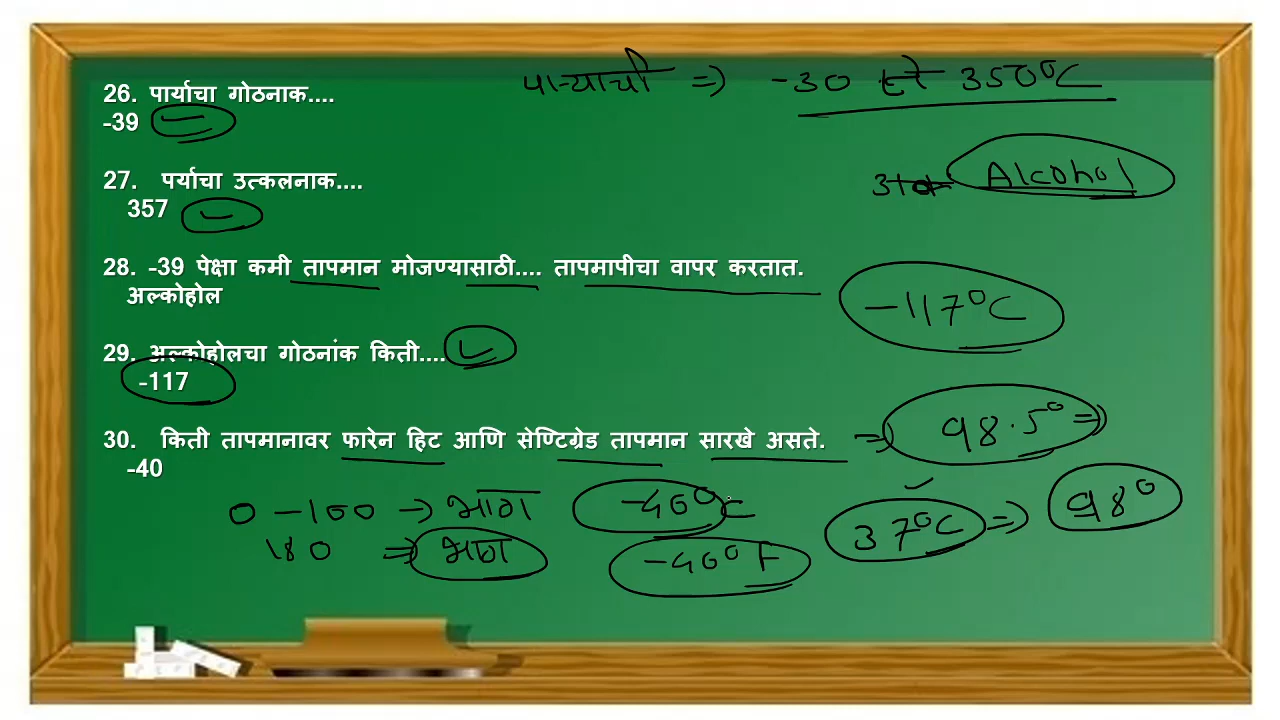 26. पार्याचा गोठनाक....
-39
पाऱ्याची => -30 ते 350°C
27. पर्याचा उत्कलनाक....
357
Alcohol
28. -39 पेक्षा कमी तापमान मोजण्यासाठी.... तापमापीचा वापर करतात.
अल्कोहोल
-117°C
29. अल्कोहोलचा गोठनांक किती....
-117
30. किती तापमानावर फारेन हिट आणि सेण्टिग्रेड तापमान सारखे असते.
-40
=> 98.5° =>
0 -100 -> भाग -40°C
37°C => 98°
180 => भाग -40° F